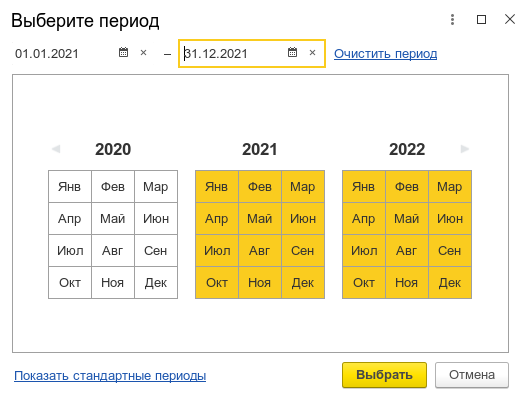 Выберите период
01.01.2021 – 31.12.2021 Очистить период
2020 2021 2022
Янв Фев Мар Янв Фев Мар Янв Фев Мар
Апр Май Июн Апр Май Июн Апр Май Июн
Июл Авг Сен Июл Авг Сен Июл Авг Сен
Окт Ноя Дек Окт Ноя Дек Окт Ноя Дек
Показать стандартные периоды Выбрать Отмена